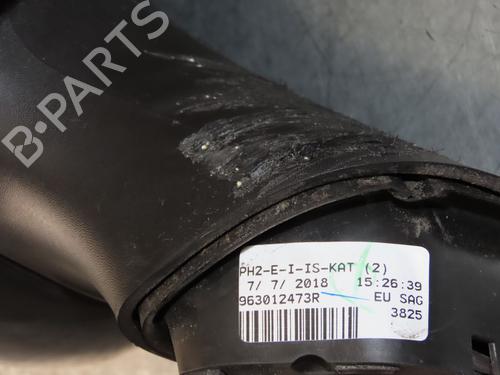 B-PARTS
PH2-E-I-IS-KAT (2)
7/ 7/ 2018 15:26:39
963012473R EU SAG
3825